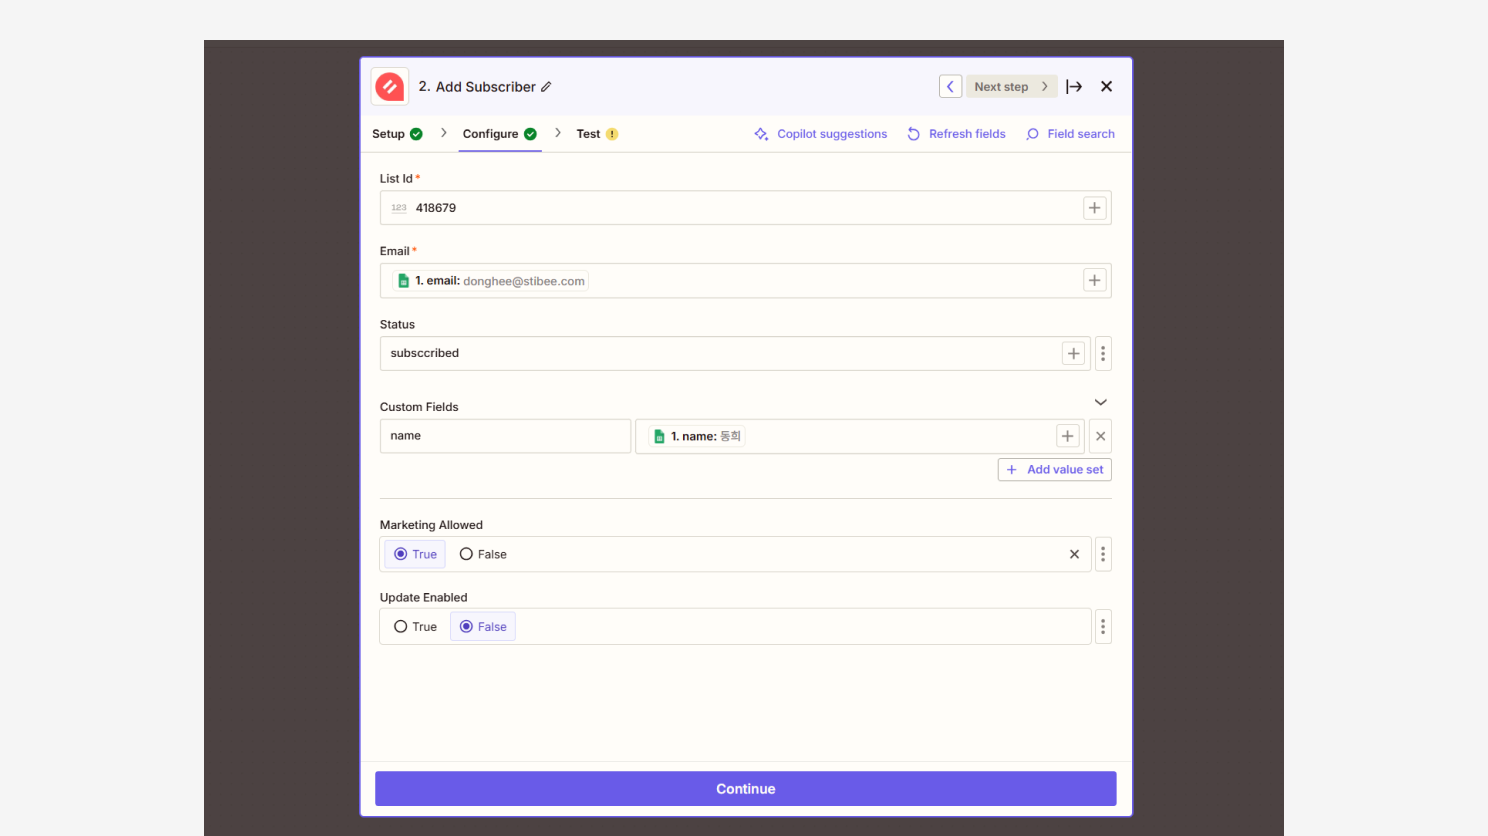 2. Add Subscriber
Next step
Setup
Configure
Test
Copilot suggestions
Refresh fields
Field search
List Id*
123 418679
Email*
1. email: donghee@stibee.com
Status
subsccribed
Custom Fields
name
1. name: 동희
+ Add value set
Marketing Allowed
True False
Update Enabled
True False
Continue